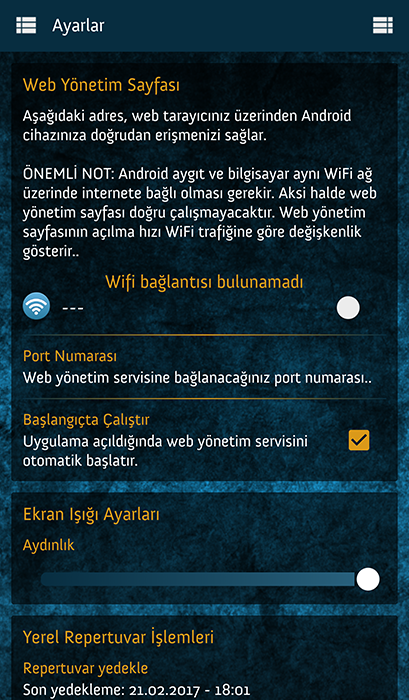 Ayarlar
Web Yönetim Sayfası
Aşağıdaki adres, web tarayıcınız üzerinden Android
cihazınıza doğrudan erişmenizi sağlar.
ÖNEMLİ NOT: Android aygıt ve bilgisayar aynı WiFi ağ
üzerinde internete bağlı olması gerekir. Aksi halde web
yönetim sayfası doğru çalışmayacaktır. Web yönetim
sayfasının açılma hızı WiFi trafiğine göre değişkenlik
gösterir..
Wifi bağlantısı bulunamadı
---
Port Numarası
Web yönetim servisine bağlanacağınız port numarası..
Başlangıçta Çalıştır
Uygulama açıldığında web yönetim servisini
otomatik başlatır.
Ekran Işığı Ayarları
Aydınlık
Yerel Repertuvar İşlemleri
Repertuvar yedekle
Son yedekleme: 21.02.2017 - 18:01